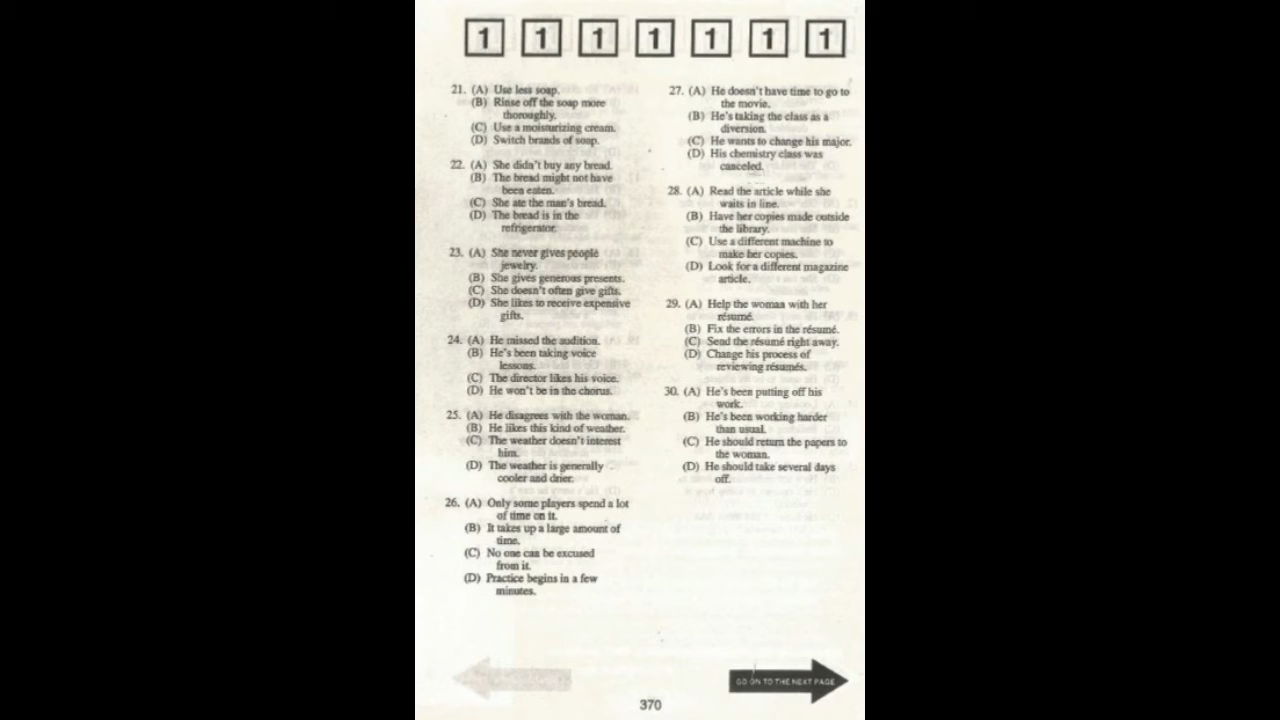 1 1 1 1 1 1 1
21. (A) Use less soap.
(B) Rinse off the soap more
thoroughly.
(C) Use a moisturizing cream.
(D) Switch brands of soap.
22. (A) She didn't buy any bread.
(B) The bread might not have
been eaten.
(C) She ate the man's bread.
(D) The bread is in the
refrigerator.
23. (A) She never gives people
jewelry.
(B) She gives generous presents.
(C) She doesn't often give gifts.
(D) She likes to receive expensive
gifts.
24. (A) He missed the audition.
(B) He's been taking voice
lessons.
(C) The director likes his voice.
(D) He won't be in the chorus.
25. (A) He disagrees with the woman.
(B) He likes this kind of weather.
(C) The weather doesn't interest
him.
(D) The weather is generally
cooler and drier.
26. (A) Only some players spend a lot
of time on it.
(B) It takes up a large amount of
time.
(C) No one can be excused
from it.
(D) Practice begins in a few
minutes.
27. (A) He doesn't have time to go to
the movie.
(B) He's taking the class as a
diversion.
(C) He wants to change his major.
(D) His chemistry class was
canceled.
28. (A) Read the article while she
waits in line.
(B) Have her copies made outside
the library.
(C) Use a different machine to
make her copies.
(D) Look for a different magazine
article.
29. (A) Help the woman with her
résumé.
(B) Fix the errors in the résumé.
(C) Send the résumé right away.
(D) Change his process of
reviewing résumés.
30. (A) He's been putting off his
work.
(B) He's been working harder
than usual.
(C) He should return the papers to
the woman.
(D) He should take several days
off.
GO ON TO THE NEXT PAGE
370